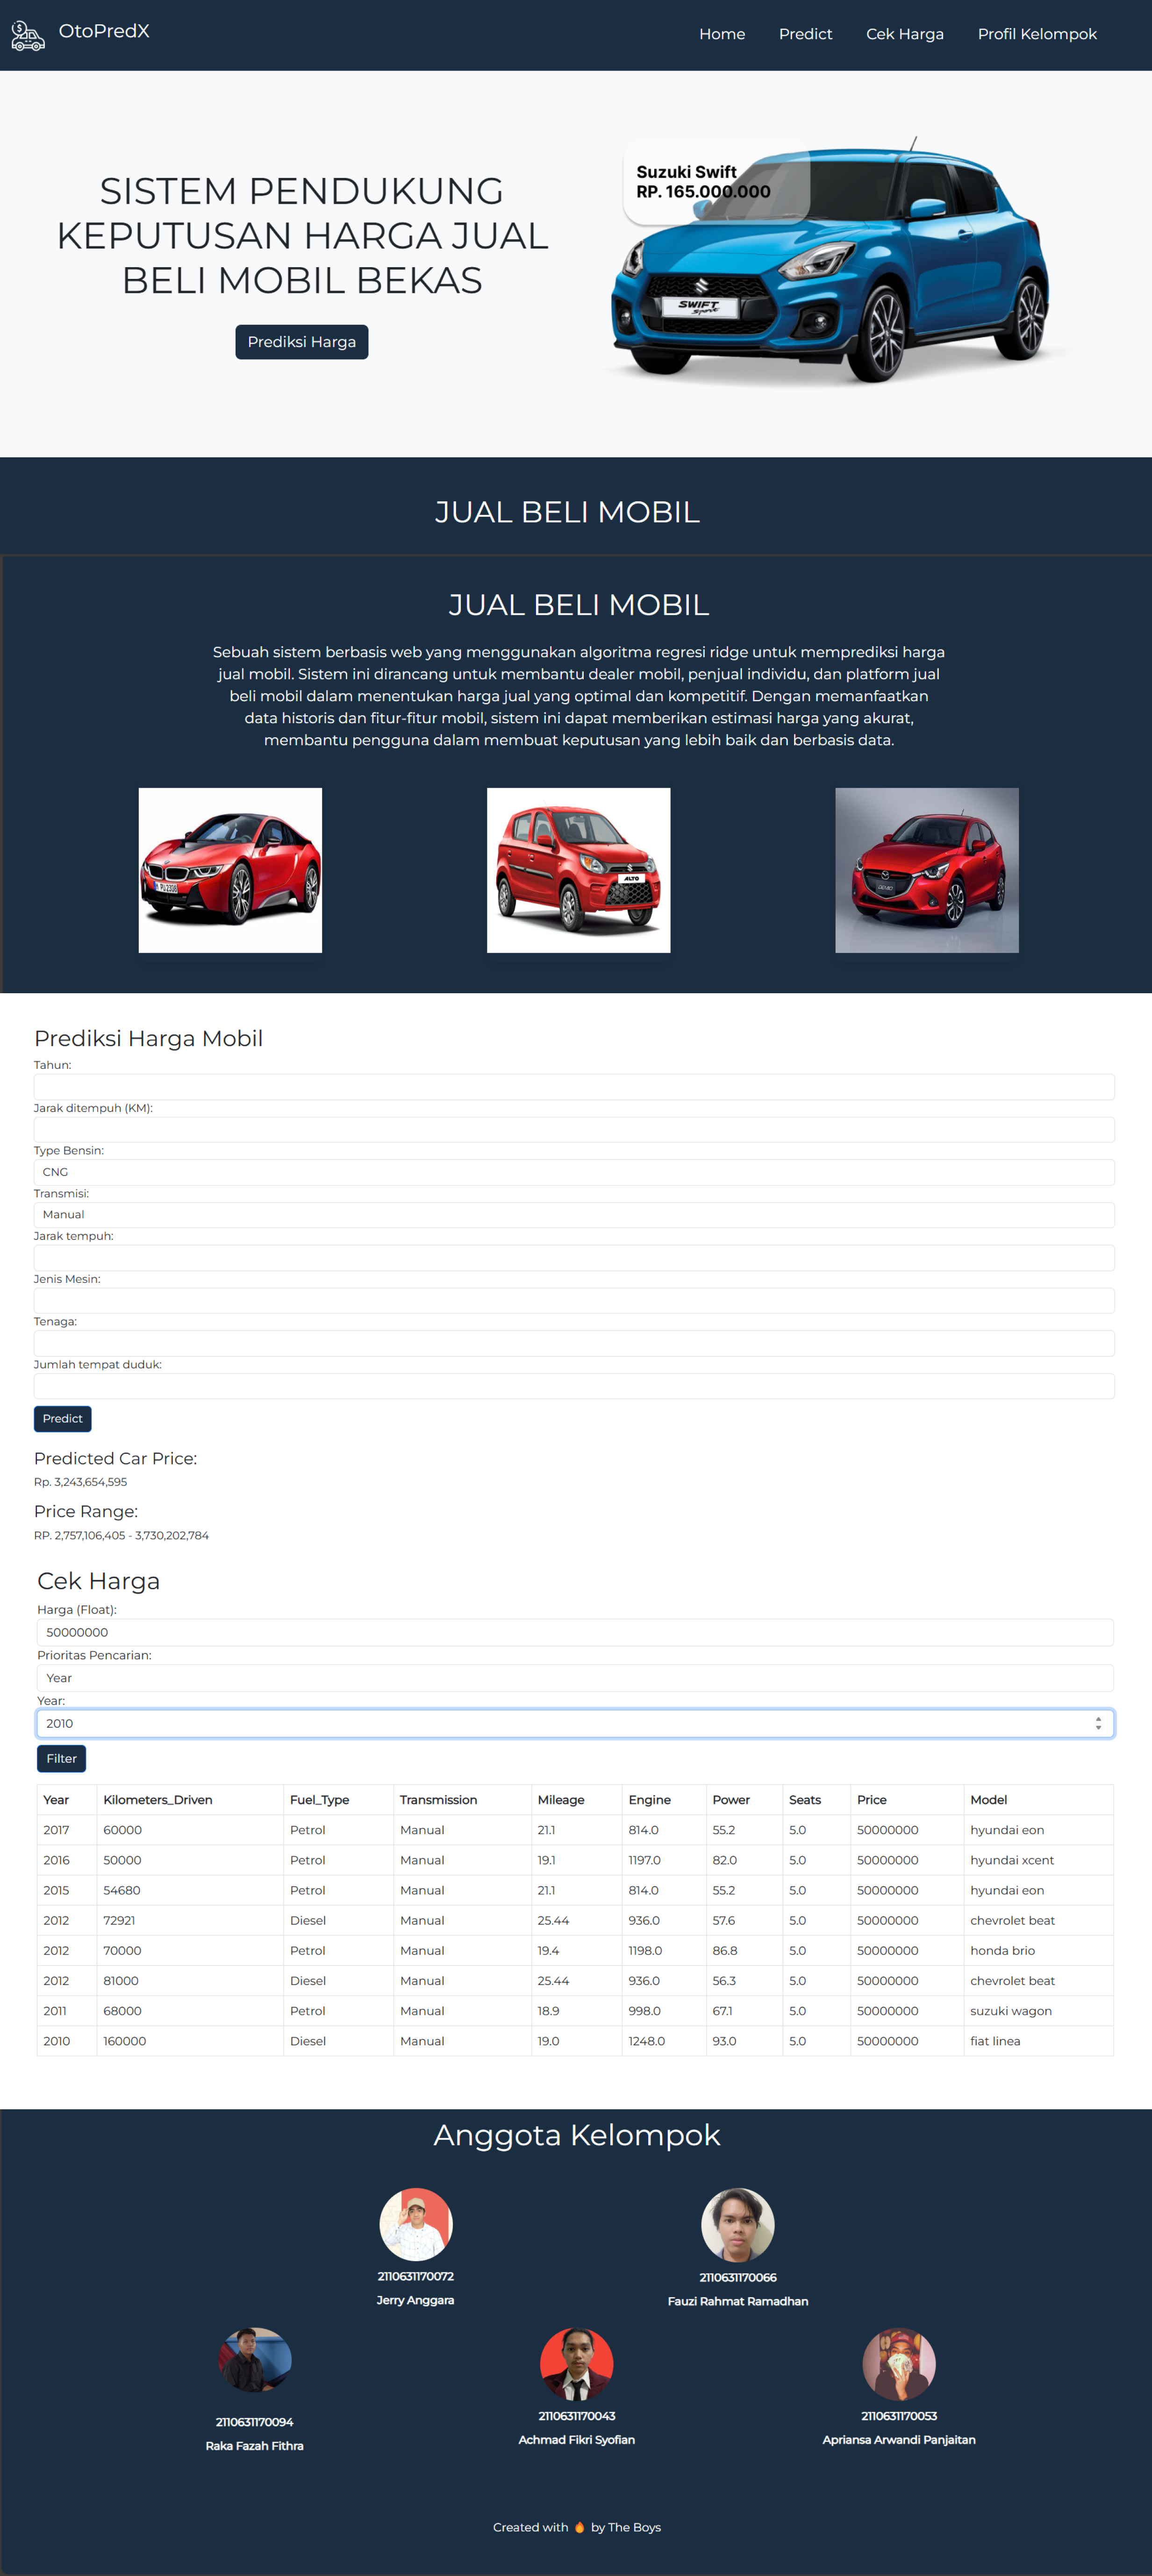 OtoPredX
Home Predict Cek Harga Profil Kelompok
SISTEM PENDUKUNG
KEPUTUSAN HARGA JUAL
BELI MOBIL BEKAS
Prediksi Harga
Suzuki Swift
RP. 165.000.000
SWIFT
Sport
JUAL BELI MOBIL
JUAL BELI MOBIL
Sebuah sistem berbasis web yang menggunakan algoritma regresi ridge untuk memprediksi harga
jual mobil. Sistem ini dirancang untuk membantu dealer mobil, penjual individu, dan platform jual
beli mobil dalam menentukan harga jual yang optimal dan kompetitif. Dengan memanfaatkan
data historis dan fitur-fitur mobil, sistem ini dapat memberikan estimasi harga yang akurat,
membantu pengguna dalam membuat keputusan yang lebih baik dan berbasis data.
ALTO
Prediksi Harga Mobil
Tahun:
Jarak ditempuh (KM):
Type Bensin:
CNG
Transmisi:
Manual
Jarak tempuh:
Jenis Mesin:
Tenaga:
Jumlah tempat duduk:
Predict
Predicted Car Price:
Rp. 3,243,654,595
Price Range:
RP. 2,757,106,405 - 3,730,202,784
Cek Harga
Harga (Float):
50000000
Prioritas Pencarian:
Year
Year:
2010
Filter
Year Kilometers_Driven Fuel_Type Transmission Mileage Engine Power Seats Price Model
2017 60000 Petrol Manual 21.1 814.0 55.2 5.0 50000000 hyundai eon
2016 50000 Petrol Manual 19.1 1197.0 82.0 5.0 50000000 hyundai xcent
2015 54680 Petrol Manual 21.1 814.0 55.2 5.0 50000000 hyundai eon
2012 72921 Diesel Manual 25.44 936.0 57.6 5.0 50000000 chevrolet beat
2012 70000 Petrol Manual 19.4 1198.0 86.8 5.0 50000000 honda brio
2012 81000 Diesel Manual 25.44 936.0 56.3 5.0 50000000 chevrolet beat
2011 68000 Petrol Manual 18.9 998.0 67.1 5.0 50000000 suzuki wagon
2010 160000 Diesel Manual 19.0 1248.0 93.0 5.0 50000000 fiat linea
Anggota Kelompok
2110631170072
Jerry Anggara
2110631170066
Fauzi Rahmat Ramadhan
2110631170094
Raka Fazah Fithra
2110631170043
Achmad Fikri Syofian
2110631170053
Apriansa Arwandi Panjaitan
Created with 🔥 by The Boys